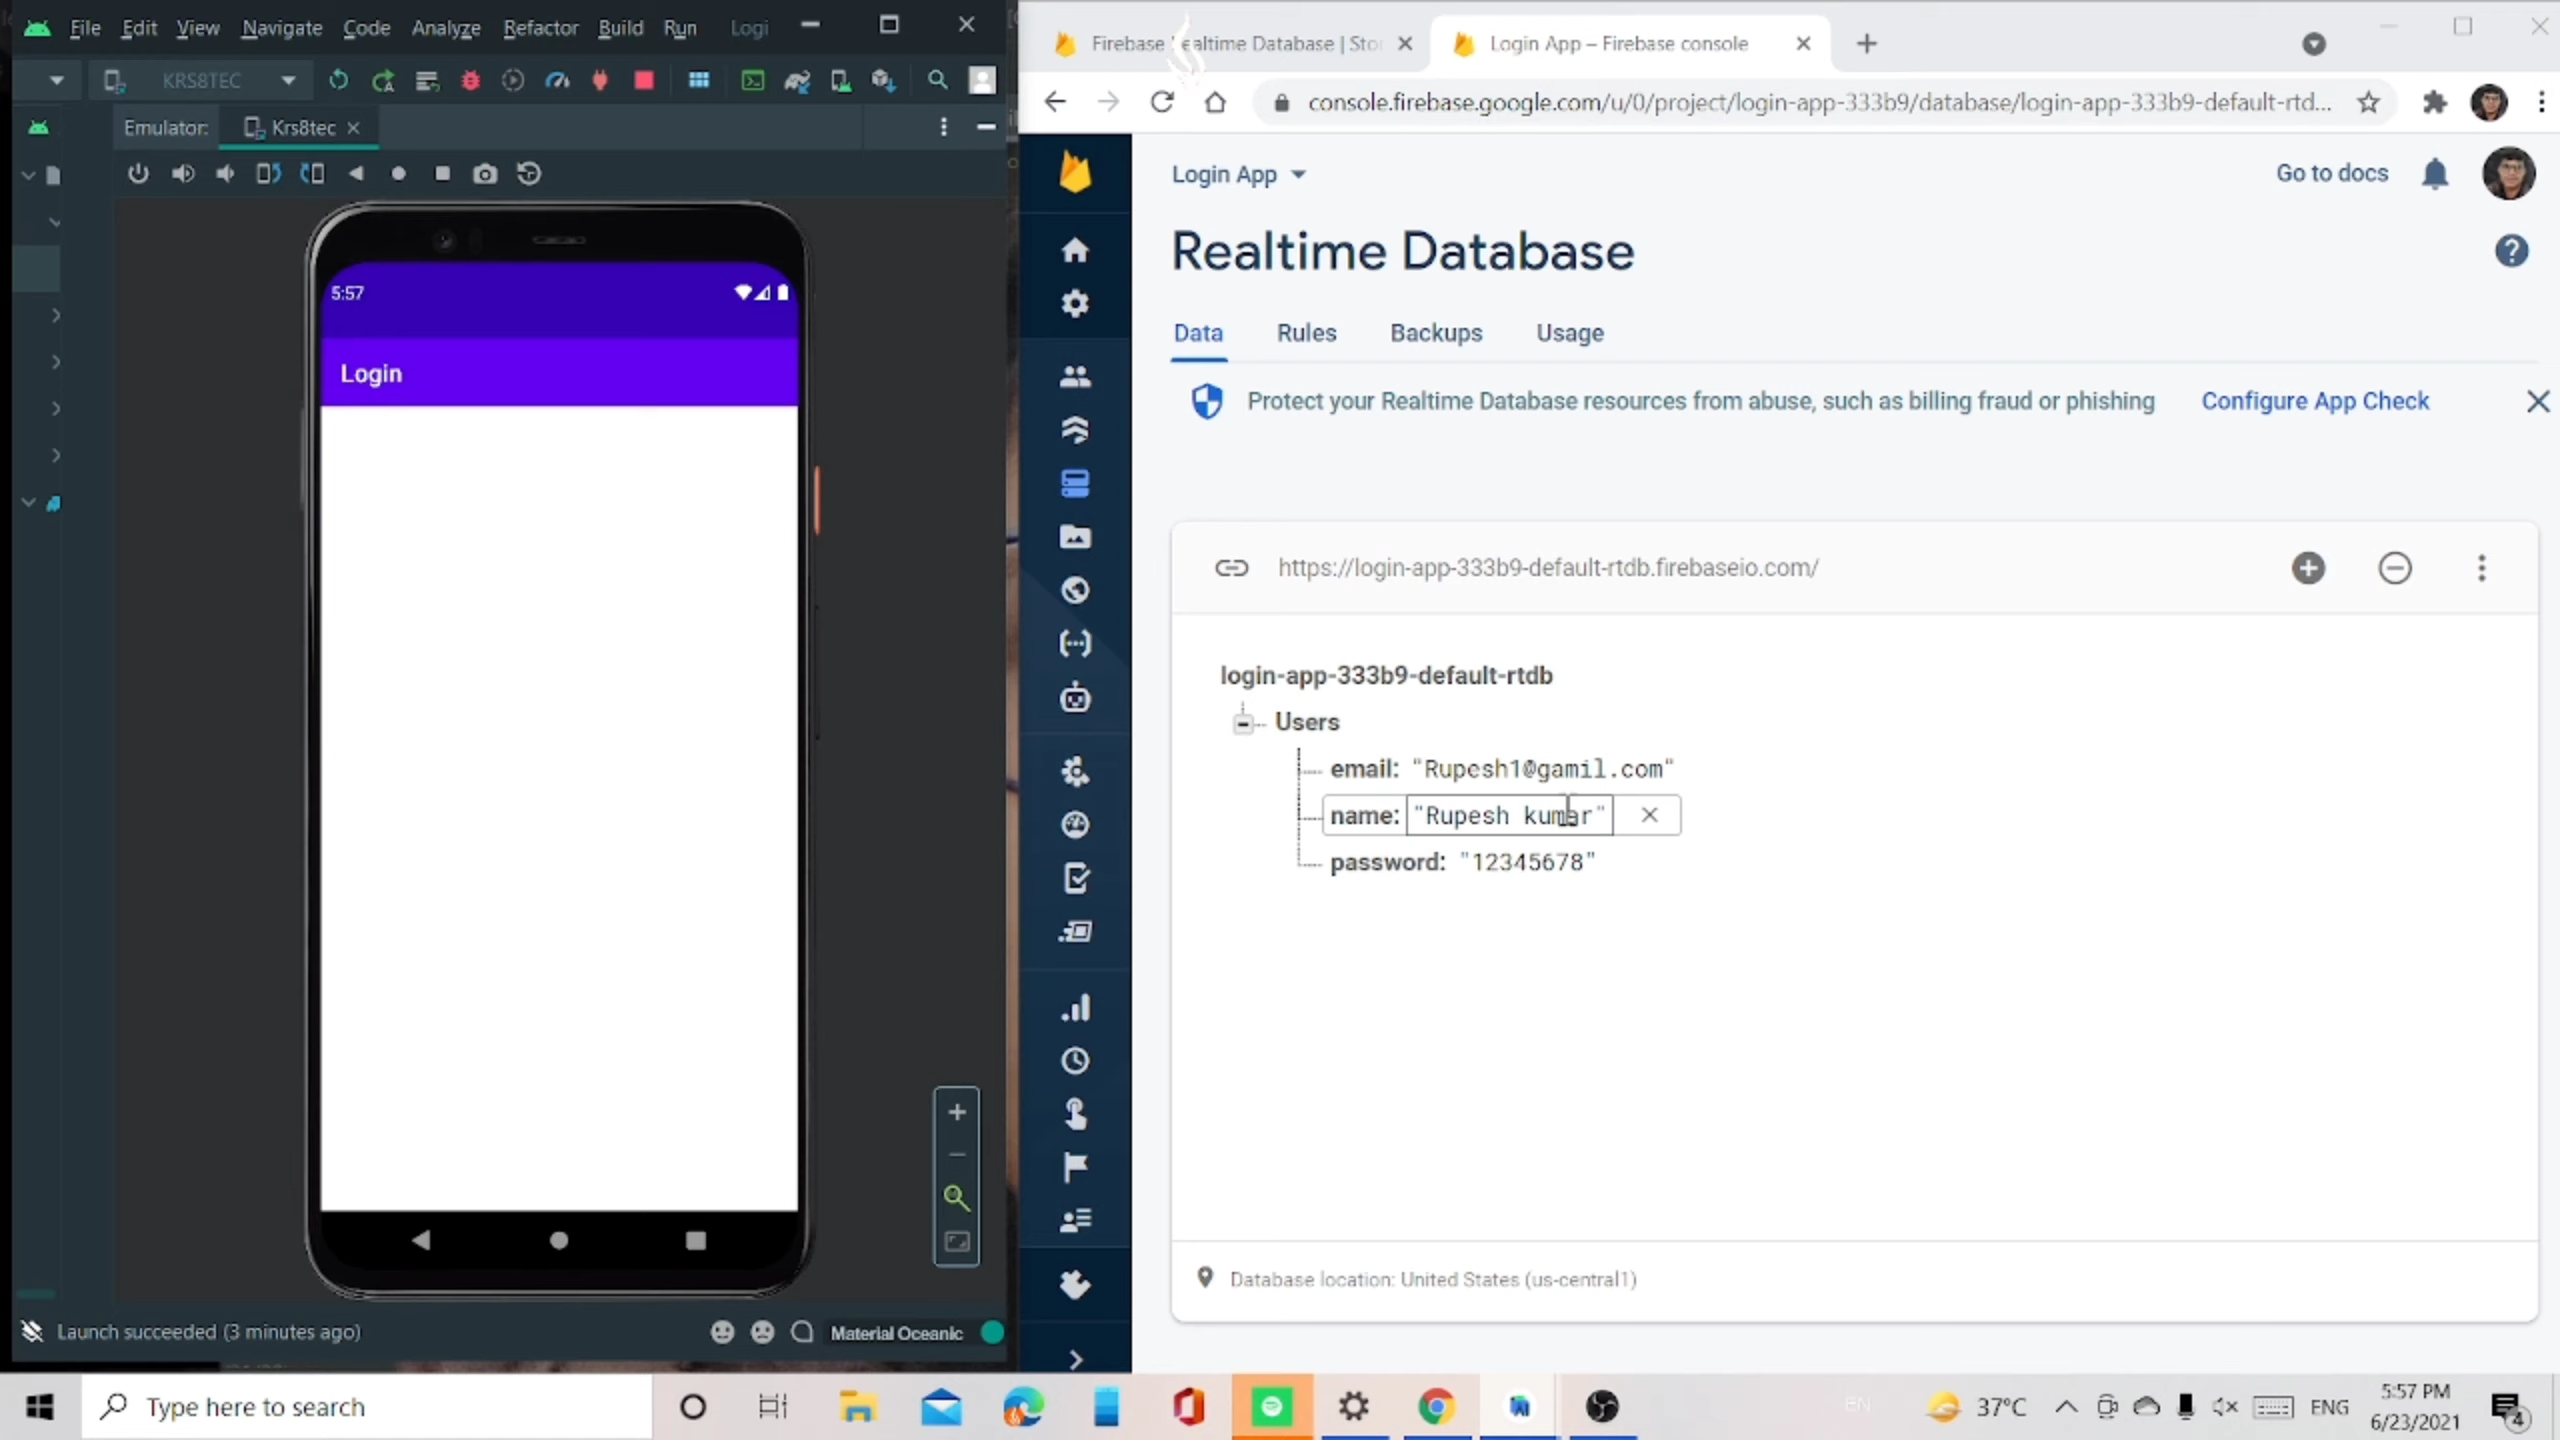 File Edit View Navigate Code Analyze Refactor Build Run Logi
KRS8TEC
Emulator: Krs8tec
5:57
Login
Launch succeeded (3 minutes ago)
Material Oceanic
Login App – Firebase console
console.firebase.google.com/u/0/project/login-app-333b9/database/login-app-333b9-default-rtd...
Login App
Go to docs
Realtime Database
Data Rules Backups Usage
Protect your Realtime Database resources from abuse, such as billing fraud or phishing Configure App Check
https://login-app-333b9-default-rtdb.firebaseio.com/
login-app-333b9-default-rtdb
Users
email: "Rupesh1@gamil.com"
name: "Rupesh kumar"
password: "12345678"
Database location: United States (us-central1)
Type here to search
37°C
ENG
5:57 PM
6/23/2021
4